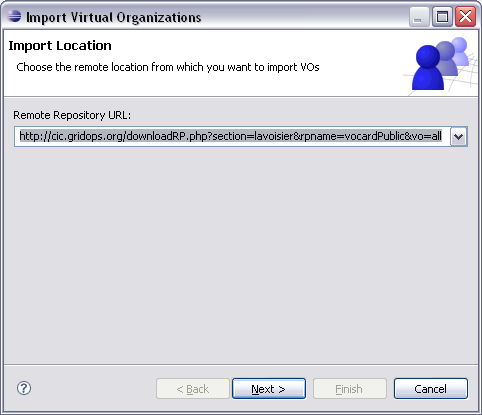 Import Virtual Organizations
Import Location
Choose the remote location from which you want to import VOs
Remote Repository URL:
http://cic.gridops.org/downloadRP.php?section=lavoisier&rpname=vocardPublic&vo=all
? < Back Next > Finish Cancel